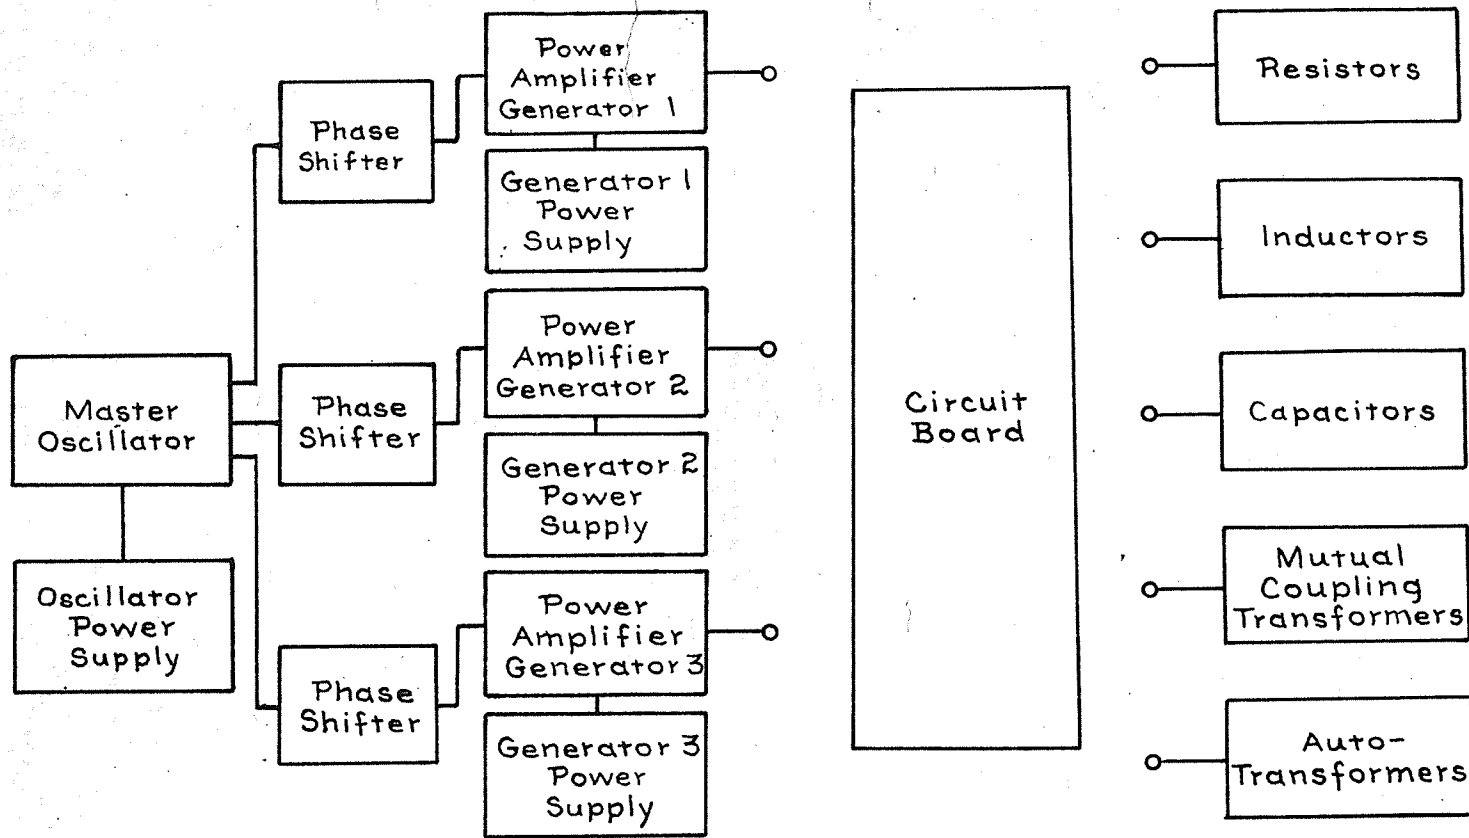 Master
Oscillator
Oscillator
Power
Supply
Phase
Shifter
Phase
Shifter
Phase
Shifter
Power
Amplifier
Generator 1
Generator 1
Power
Supply
Power
Amplifier
Generator 2
Generator 2
Power
Supply
Power
Amplifier
Generator 3
Generator 3
Power
Supply
Circuit
Board
Resistors
Inductors
Capacitors
Mutual
Coupling
Transformers
Auto-
Transformers